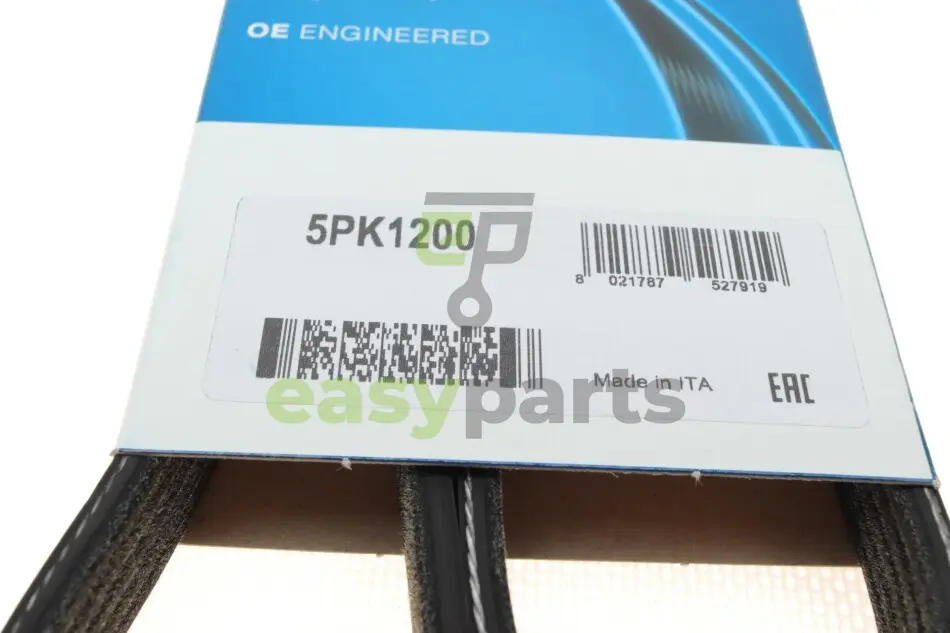 OE ENGINEERED
5PK1200
8 021787 527919
easyparts
Made in ITA
EAC